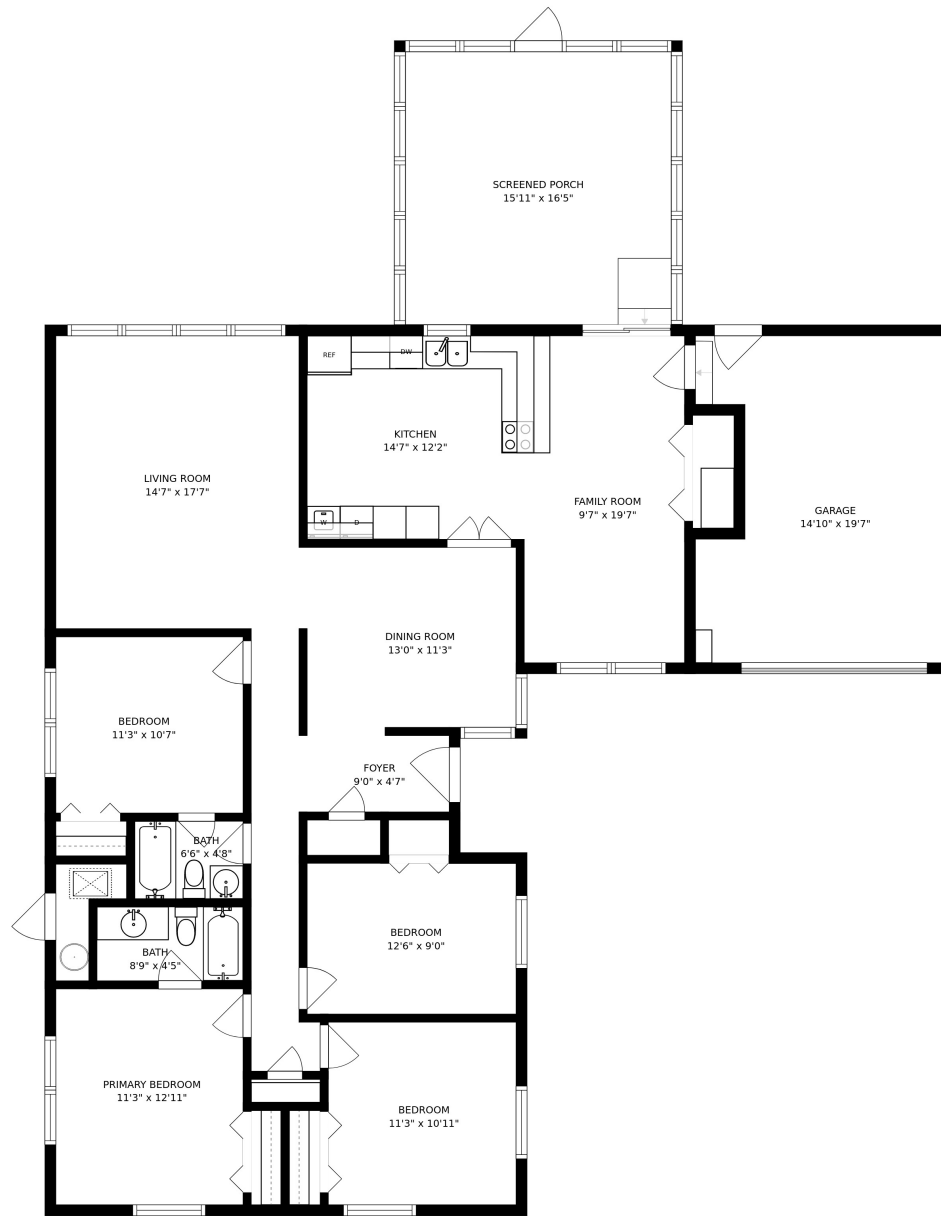 SCREENED PORCH
15'11" x 16'5"
REF
DW
KITCHEN
14'7" x 12'2"
LIVING ROOM
14'7" x 17'7"
FAMILY ROOM
9'7" x 19'7"
GARAGE
14'10" x 19'7"
W
D
DINING ROOM
13'0" x 11'3"
BEDROOM
11'3" x 10'7"
FOYER
9'0" x 4'7"
BATH
6'6" x 4'8"
BEDROOM
12'6" x 9'0"
BATH
8'9" x 4'5"
PRIMARY BEDROOM
11'3" x 12'11"
BEDROOM
11'3" x 10'11"